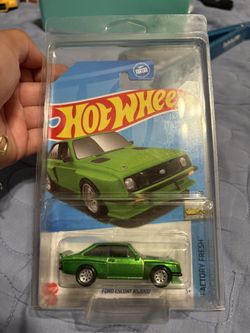 HOT WHEELS
FORD ESCORT RS2000
FACTORY FRESH